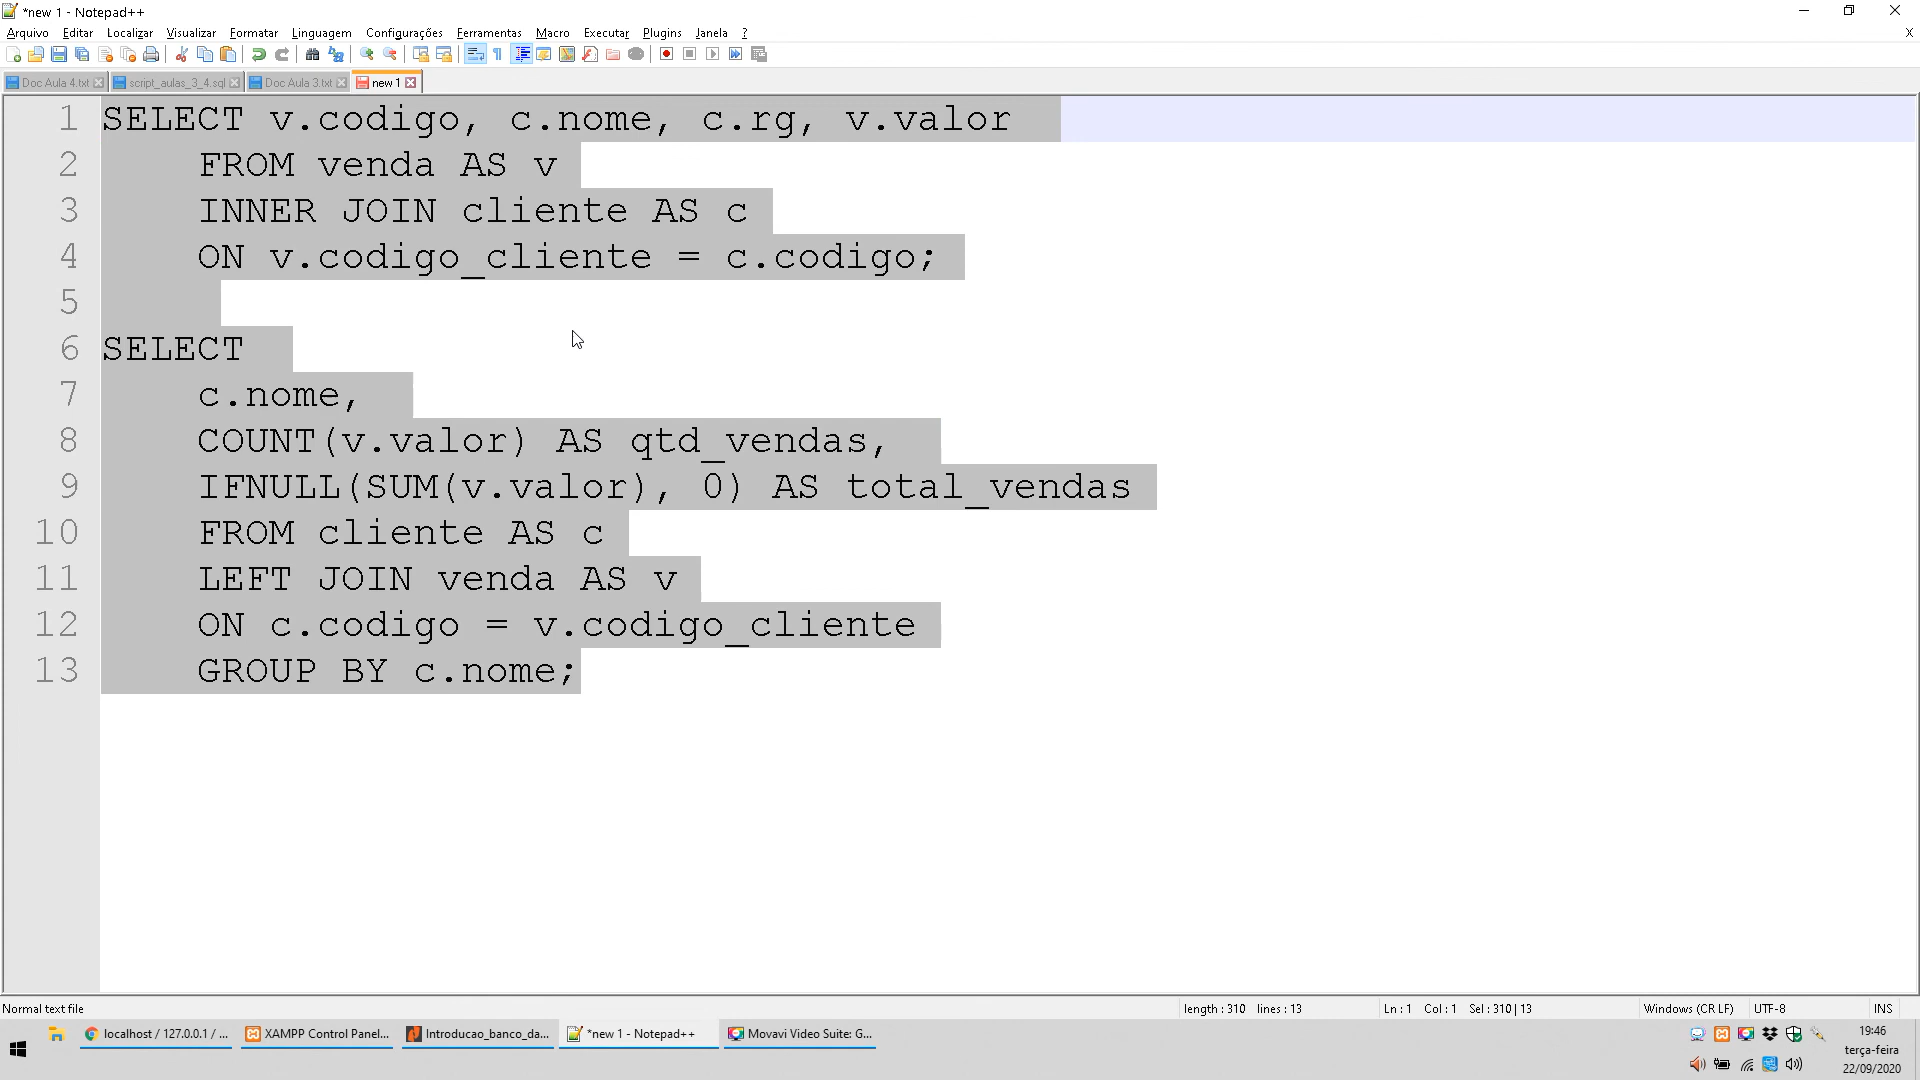 *new 1 - Notepad++
Arquivo Editar Localizar Visualizar Formatar Linguagem Configurações Ferramentas Macro Executar Plugins Janela ? X
Doc Aula 4.txt script_aulas_3_4.sql Doc Aula 3.txt new 1
1 SELECT v.codigo, c.nome, c.rg, v.valor
2 FROM venda AS v
3 INNER JOIN cliente AS c
4 ON v.codigo_cliente = c.codigo;
5
6 SELECT
7 c.nome,
8 COUNT(v.valor) AS qtd_vendas,
9 IFNULL(SUM(v.valor), 0) AS total_vendas
10 FROM cliente AS c
11 LEFT JOIN venda AS v
12 ON c.codigo = v.codigo_cliente
13 GROUP BY c.nome;
Normal text file length : 310 lines : 13 Ln : 1 Col : 1 Sel : 310 | 13 Windows (CR LF) UTF-8 INS
localhost / 127.0.0.1 / ... XAMPP Control Panel... Introducao_banco_da... *new 1 - Notepad++ Movavi Video Suite: G...
19:46
terça-feira
22/09/2020